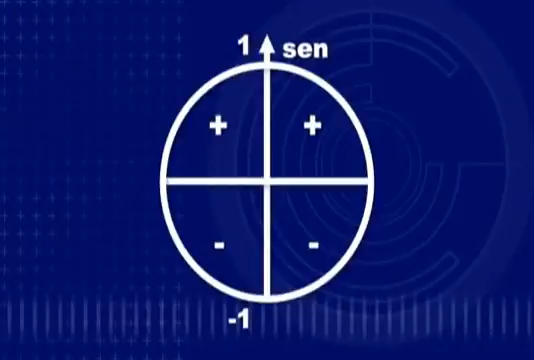 1 sen
+ +
- -
-1